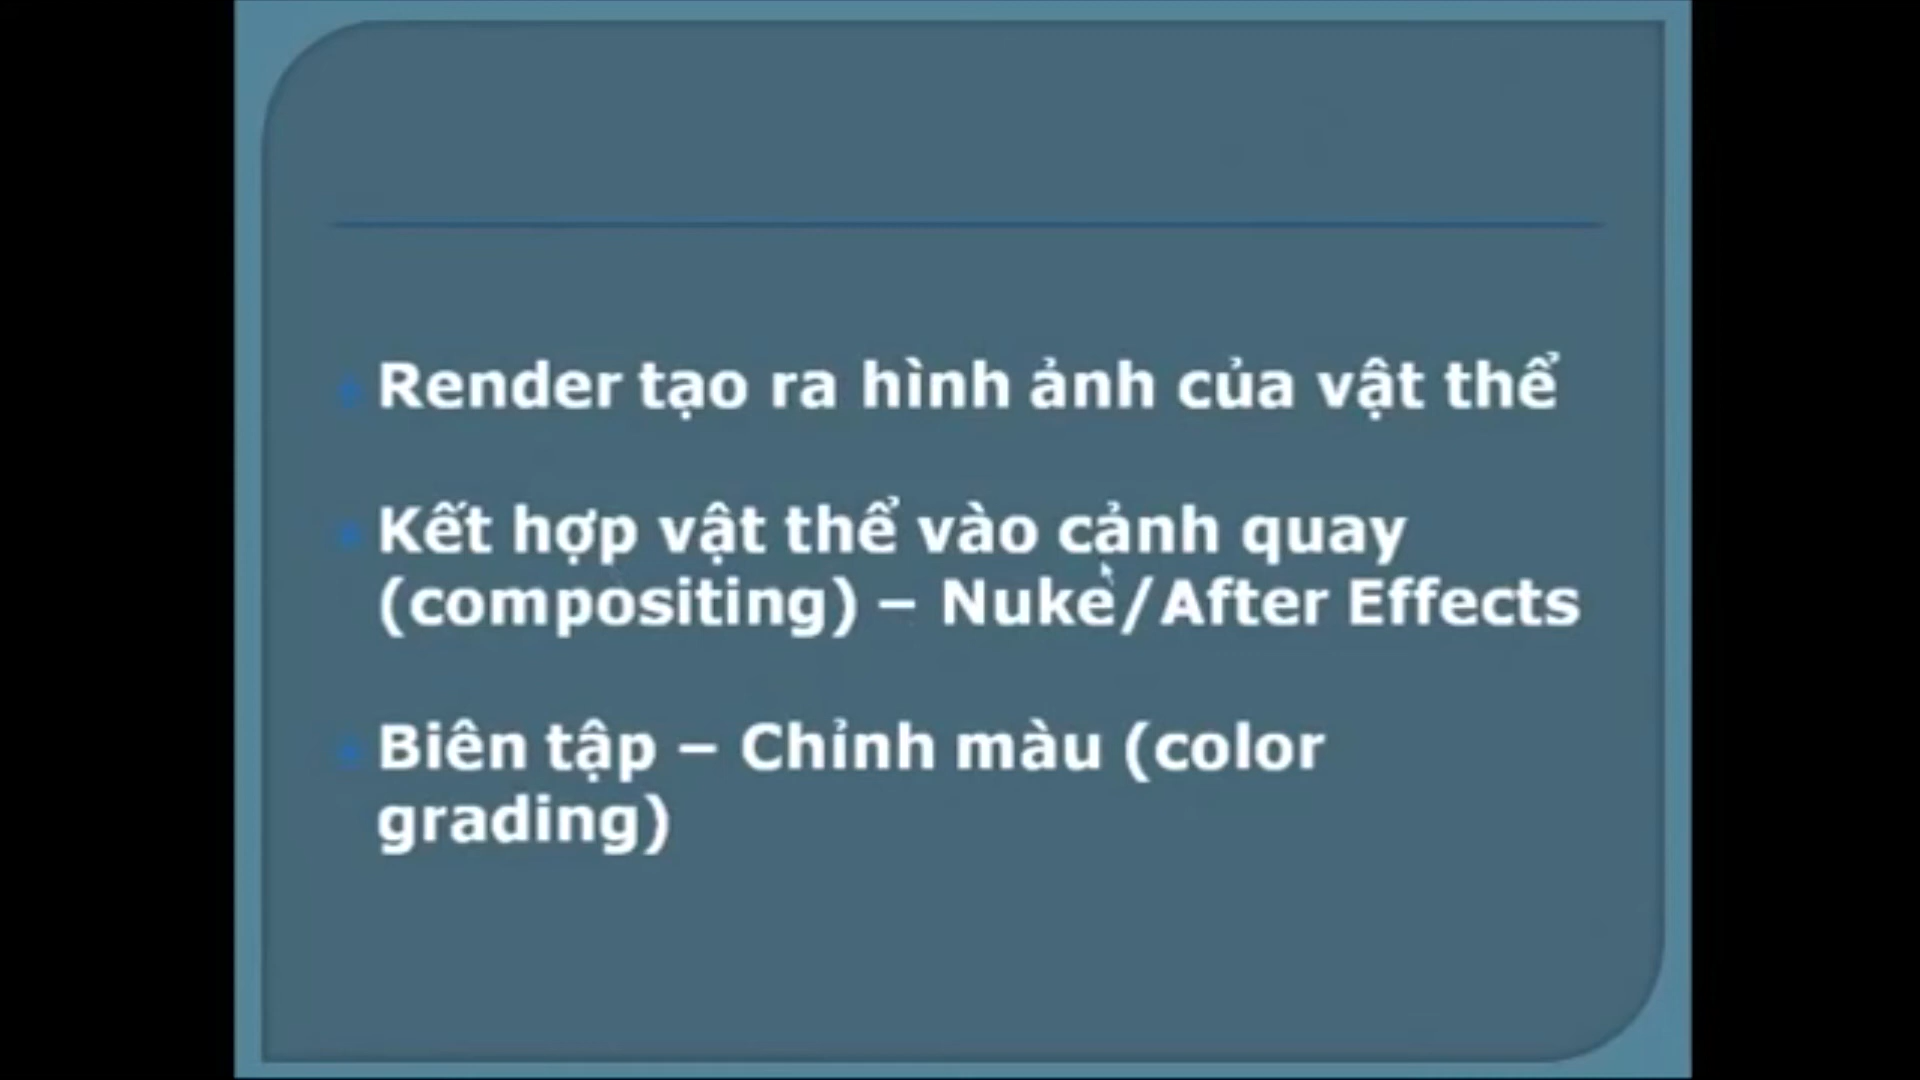 Render tạo ra hình ảnh của vật thể
Kết hợp vật thể vào cảnh quay
(compositing) – Nuke/After Effects
Biên tập – Chỉnh màu (color
grading)